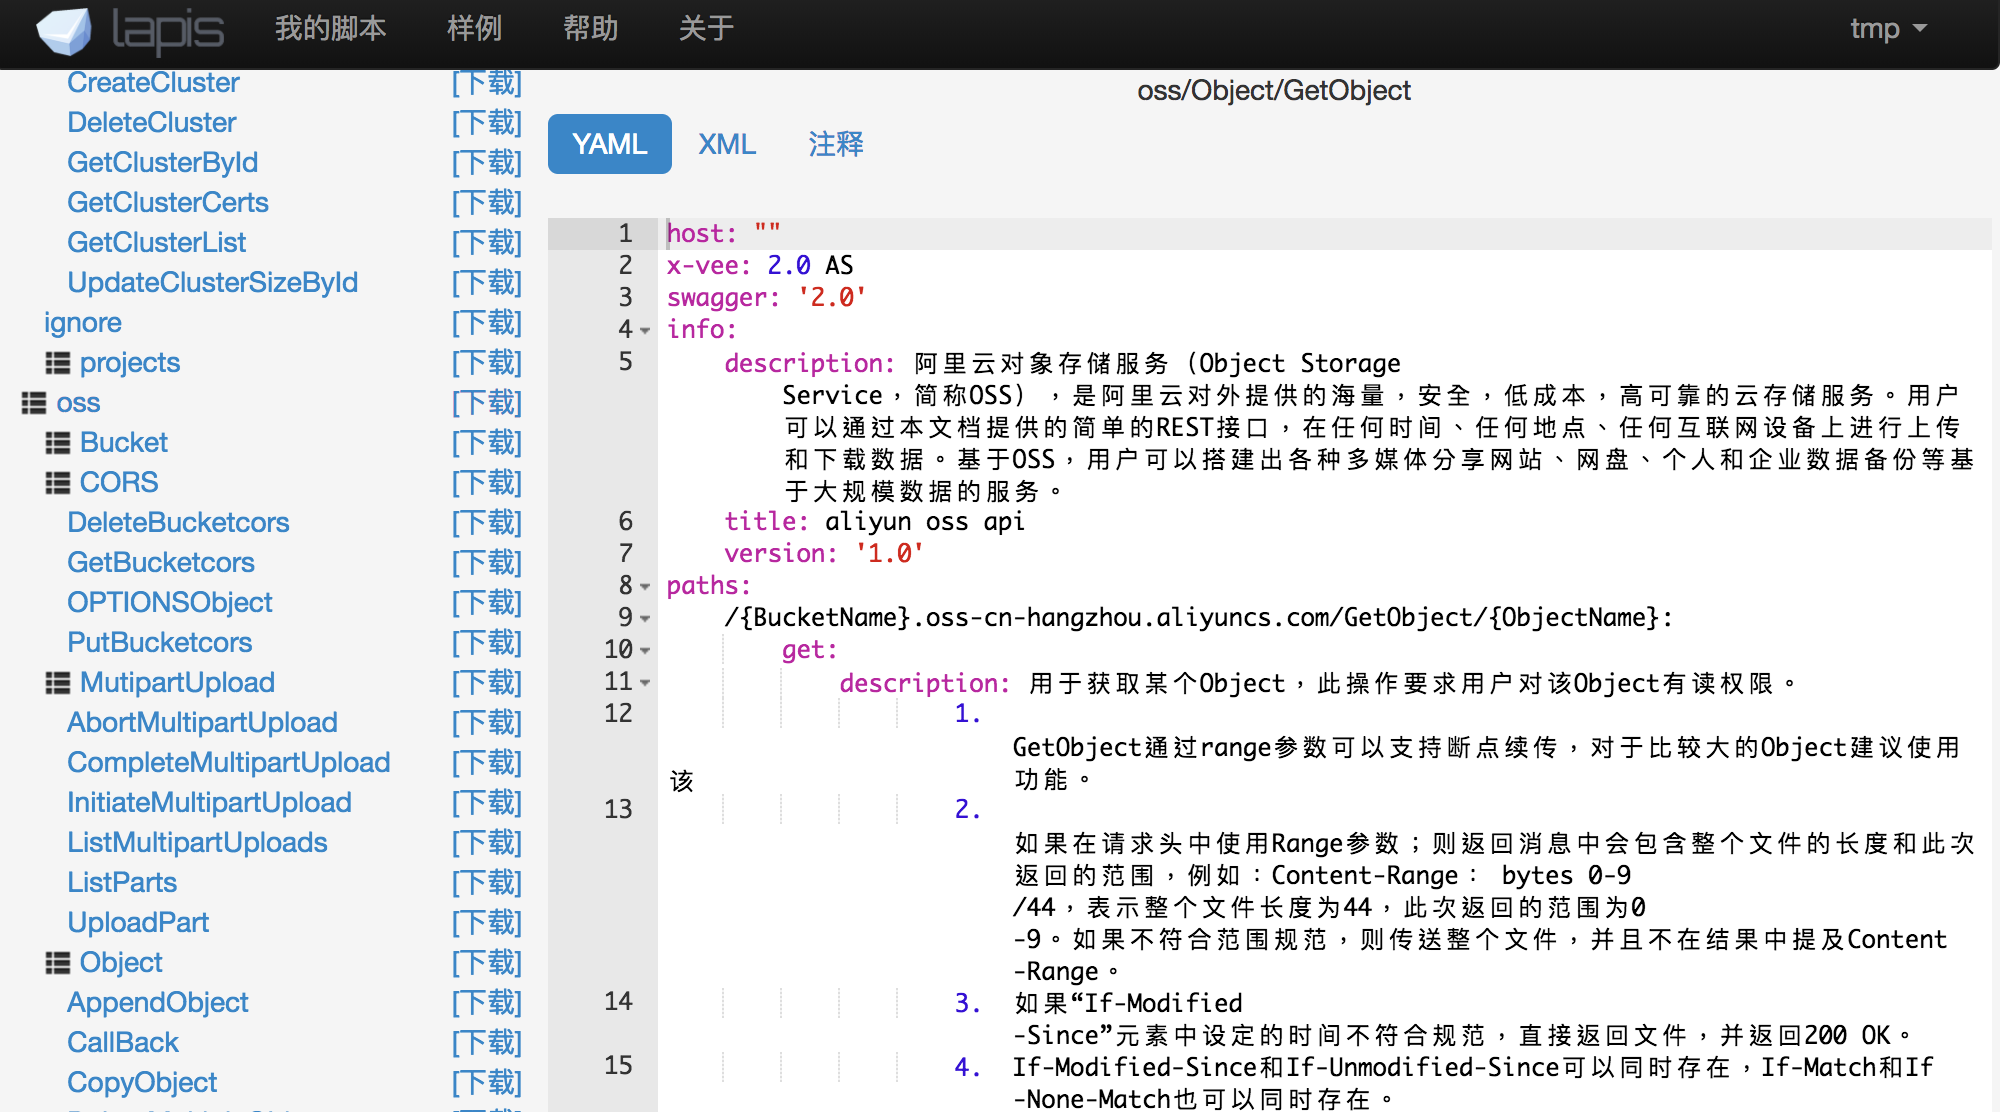 lapis 我的脚本 样例 帮助 关于 tmp
CreateCluster [下载]
DeleteCluster [下载]
GetClusterById [下载]
GetClusterCerts [下载]
GetClusterList [下载]
UpdateClusterSizeById [下载]
ignore [下载]
projects [下载]
oss [下载]
Bucket [下载]
CORS [下载]
DeleteBucketcors [下载]
GetBucketcors [下载]
OPTIONSObject [下载]
PutBucketcors [下载]
MutipartUpload [下载]
AbortMultipartUpload [下载]
CompleteMultipartUpload [下载]
InitiateMultipartUpload [下载]
ListMultipartUploads [下载]
ListParts [下载]
UploadPart [下载]
Object [下载]
AppendObject [下载]
CallBack [下载]
CopyObject [下载]
oss/Object/GetObject
YAML XML 注释
1 host: ""
2 x-vee: 2.0 AS
3 swagger: '2.0'
4 info:
5 description: 阿里云对象存储服务（Object Storage
Service，简称OSS），是阿里云对外提供的海量，安全，低成本，高可靠的云存储服务。用户
可以通过本文档提供的简单的REST接口，在任何时间、任何地点、任何互联网设备上进行上传
和下载数据。基于OSS，用户可以搭建出各种多媒体分享网站、网盘、个人和企业数据备份等基
于大规模数据的服务。
6 title: aliyun oss api
7 version: '1.0'
8 paths:
9 /{BucketName}.oss-cn-hangzhou.aliyuncs.com/GetObject/{ObjectName}:
10 get:
11 description: 用于获取某个Object，此操作要求用户对该Object有读权限。
12 1.
GetObject通过range参数可以支持断点续传，对于比较大的Object建议使用
该 功能。
13 2.
如果在请求头中使用Range参数；则返回消息中会包含整个文件的长度和此次
返回的范围，例如：Content-Range： bytes 0-9
/44，表示整个文件长度为44，此次返回的范围为0
-9。如果不符合范围规范，则传送整个文件，并且不在结果中提及Content
-Range。
14 3. 如果“If-Modified
-Since”元素中设定的时间不符合规范，直接返回文件，并返回200 OK。
15 4. If-Modified-Since和If-Unmodified-Since可以同时存在，If-Match和If
-None-Match也可以同时存在。